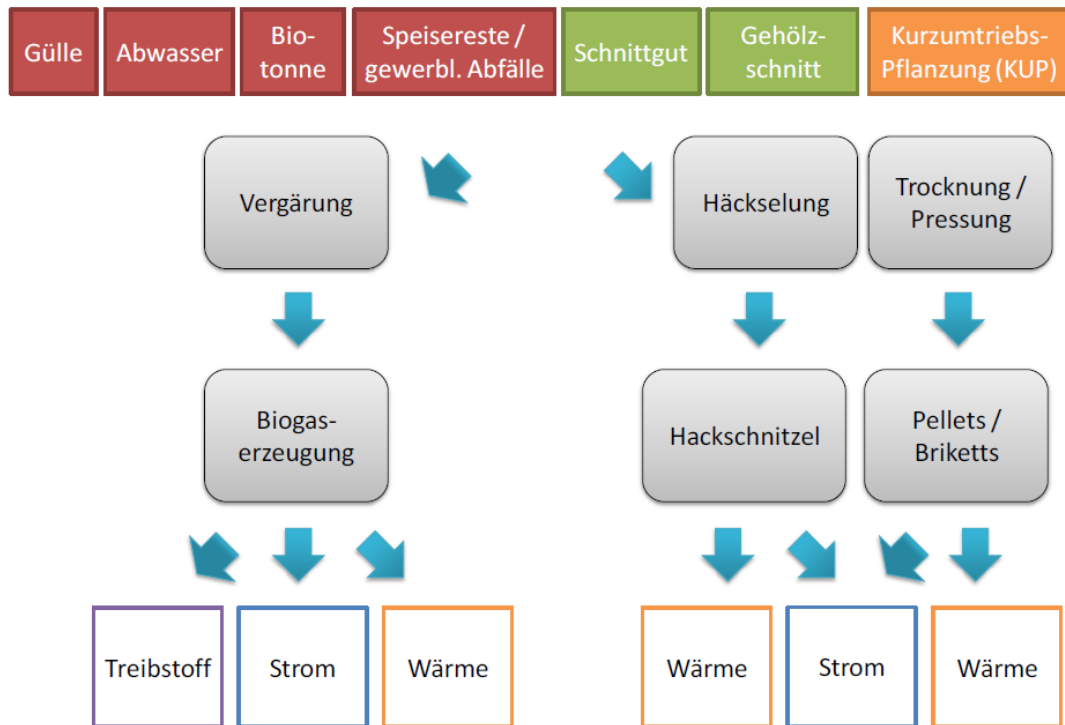 Gülle
Abwasser
Bio-
tonne
Speisereste /
gewerbl. Abfälle
Schnittgut
Gehölz-
schnitt
Kurzumtriebs-
Pflanzung (KUP)
Vergärung
Häckselung
Trocknung /
Pressung
Biogas-
erzeugung
Hackschnitzel
Pellets /
Briketts
Treibstoff
Strom
Wärme
Wärme
Strom
Wärme